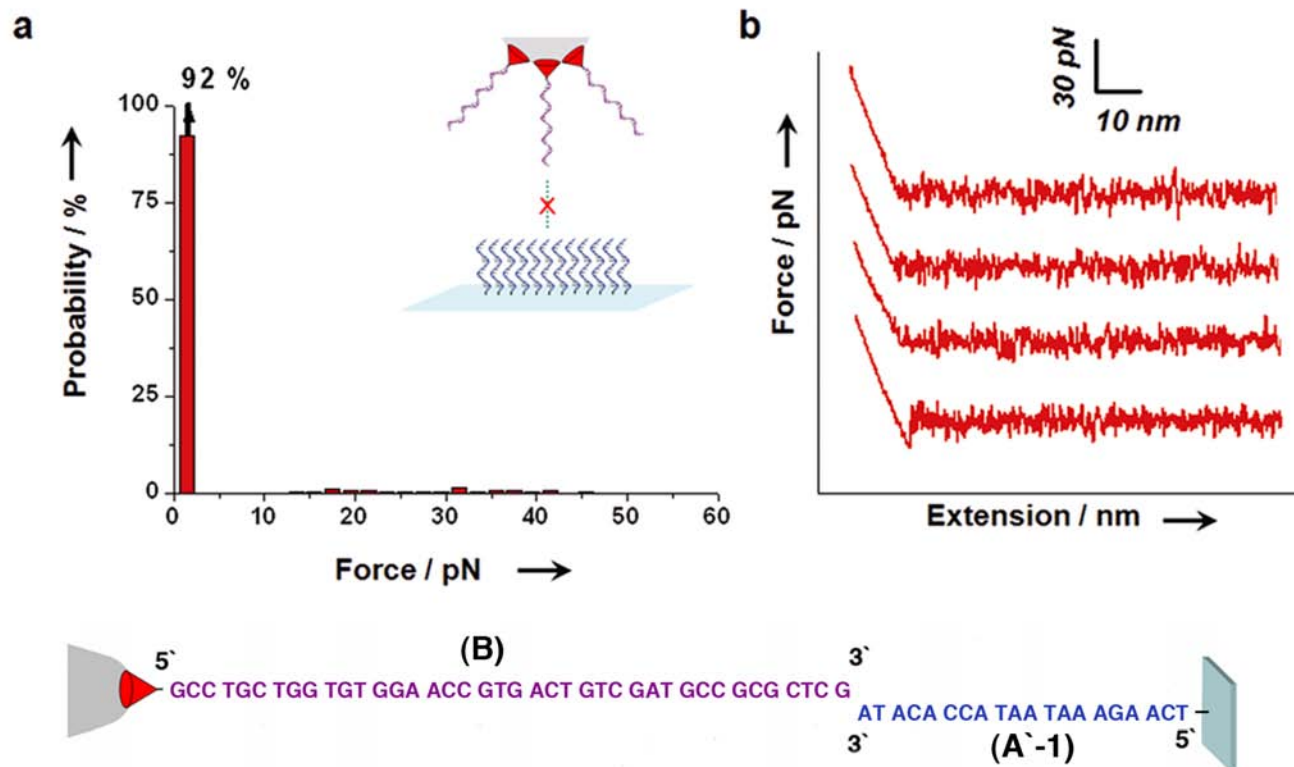 a
92 %
100
75
50
25
0
Probability / %
0 10 20 30 40 50 60
Force / pN
b
30 pN
10 nm
Force / pN
Extension / nm
(B)
5` 3`
GCC TGC TGG TGT GGA ACC GTG ACT GTC GAT GCC GCG CTC G
AT ACA CCA TAA TAA AGA ACT
3` 5`
(A`-1)